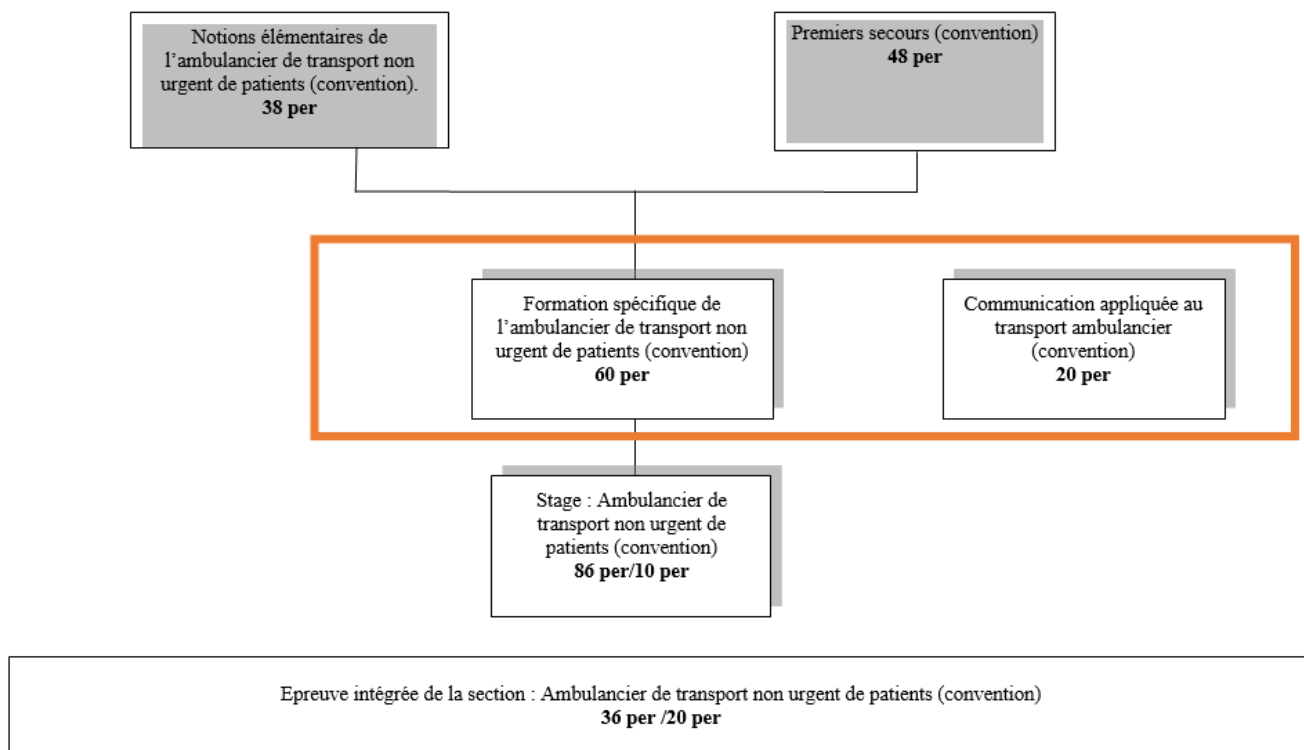 Notions élémentaires de
l’ambulancier de transport non
urgent de patients (convention).
38 per
Premiers secours (convention)
48 per
Formation spécifique de
l’ambulancier de transport non
urgent de patients (convention)
60 per
Communication appliquée au
transport ambulancier
(convention)
20 per
Stage : Ambulancier de
transport non urgent de
patients (convention)
86 per/10 per
Epreuve intégrée de la section : Ambulancier de transport non urgent de patients (convention)
36 per /20 per